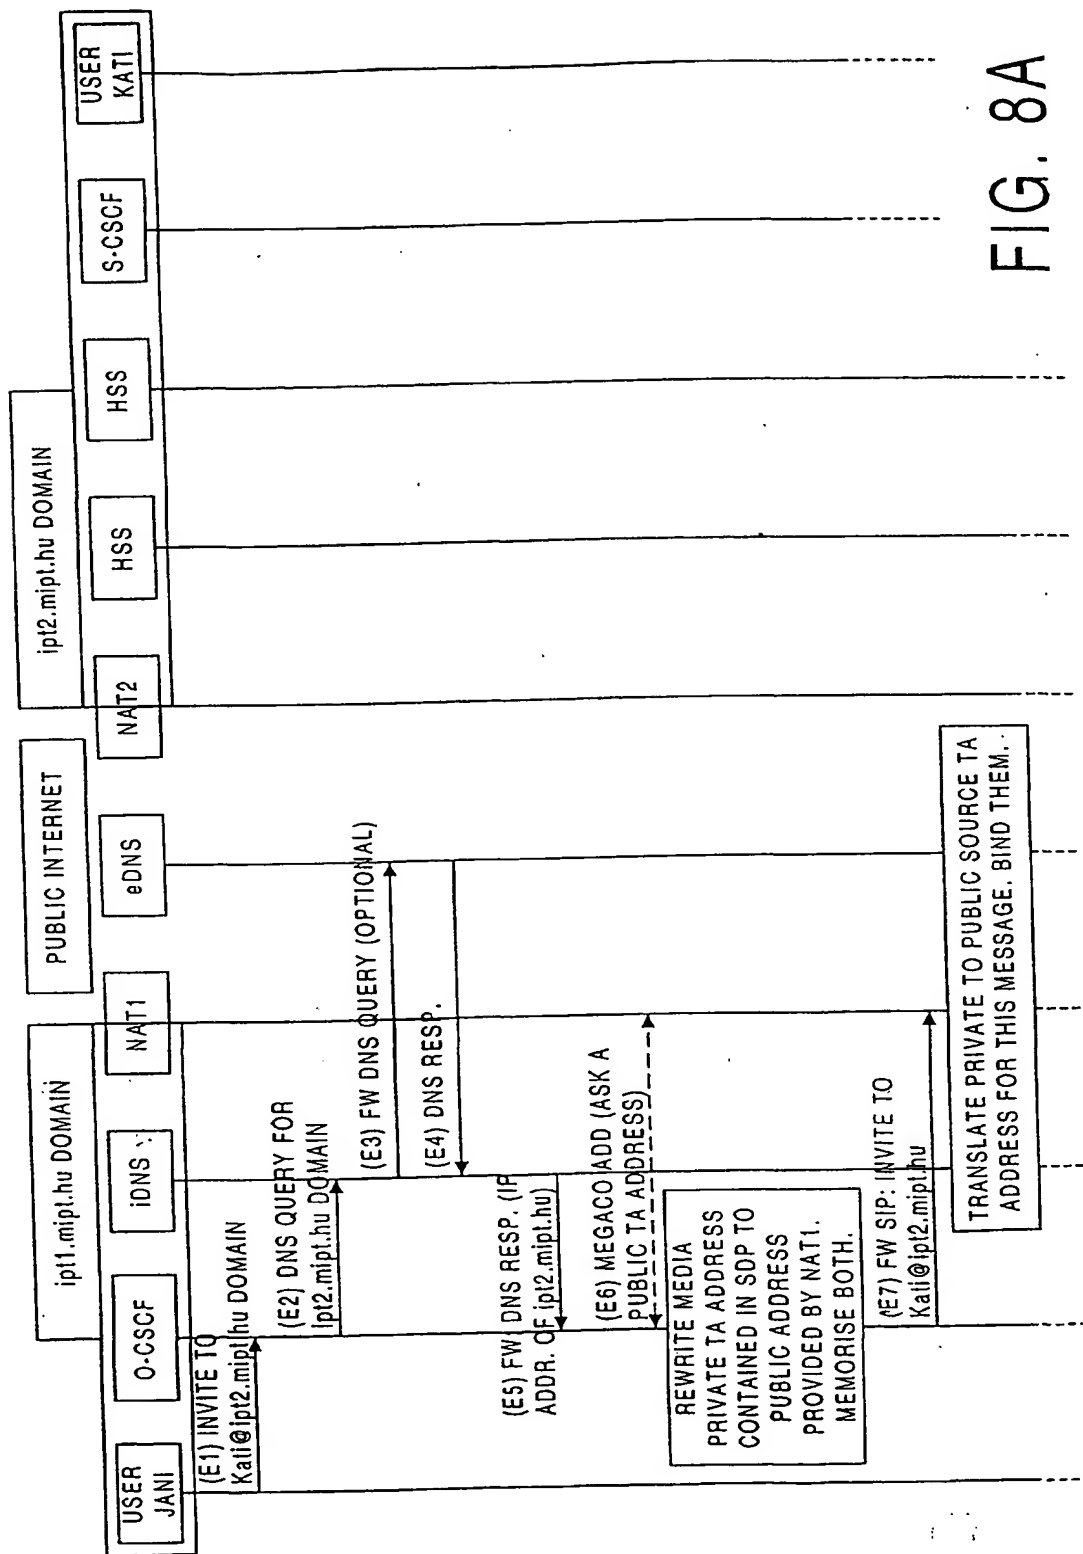 ipt1.mipt.hu DOMAIN
PUBLIC INTERNET
ipt2.mipt.hu DOMAIN
USER
JANI
O-CSCF
iDNS
NAT1
eDNS
NAT2
HSS
HSS
S-CSCF
USER
KATI
(E1) INVITE TO
Kati@ipt2.mipt.hu DOMAIN
(E2) DNS QUERY FOR
ipt2.mipt.hu DOMAIN
(E3) FW DNS QUERY (OPTIONAL)
(E4) DNS RESP.
(E5) FW DNS RESP. (IP
ADDR. OF ipt2.mipt.hu)
(E6) MEGACO ADD (ASK A
PUBLIC TA ADDRESS)
REWRITE MEDIA
PRIVATE TA ADDRESS
CONTAINED IN SDP TO
PUBLIC ADDRESS
PROVIDED BY NAT1.
MEMORISE BOTH.
(E7) FW SIP: INVITE TO
Kati@ipt2.mipt.hu
TRANSLATE PRIVATE TO PUBLIC SOURCE TA
ADDRESS FOR THIS MESSAGE. BIND THEM.
FIG. 8A